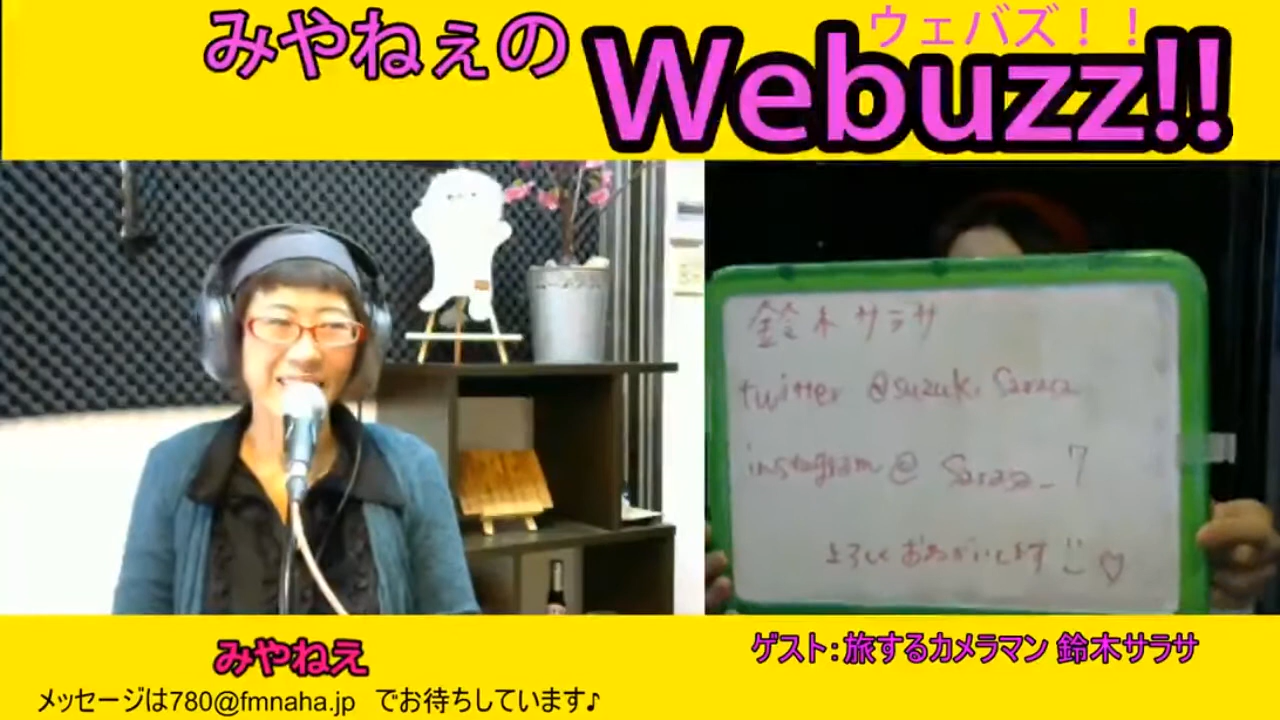 ウェバズ！！
みやねぇの
Webuzz!!
鈴木サラサ
twitter @suzuki Sarasa
instagram @ Sarasa_7
よろしくおねがいします
みやねえ
ゲスト：旅するカメラマン 鈴木サラサ
メッセージは780@fmnaha.jp でお待ちしています♪